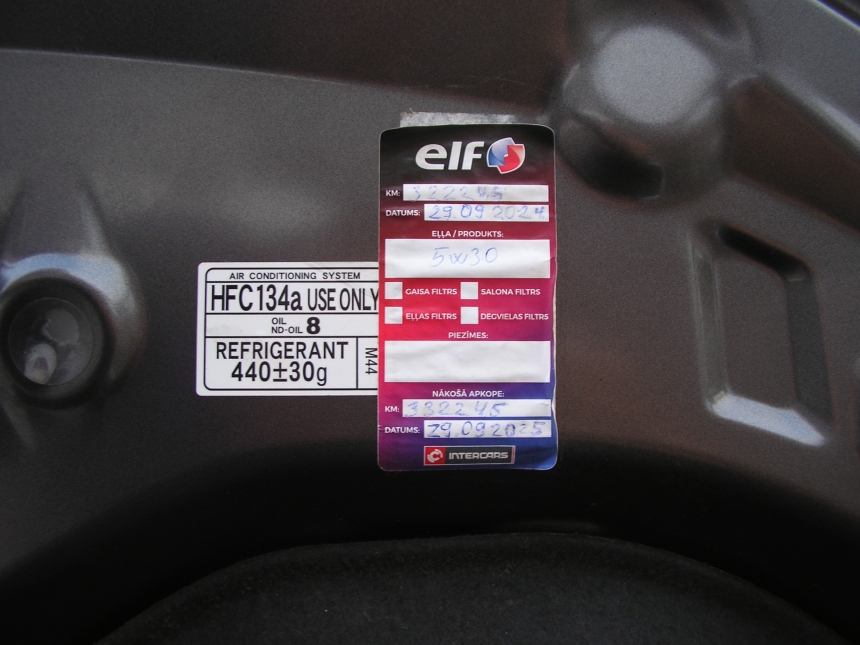 AIR CONDITIONING SYSTEM
HFC134a USE ONLY
OIL
ND-OIL 8
REFRIGERANT
440±30g
M44
elf
KM: 322245
DATUMS: 29.09 2024
EĻĻA / PRODUKTS:
5w30
GAISA FILTRS
SALONA FILTRS
EĻĻAS FILTRS
DEGVIELAS FILTRS
PIEZĪMES:
NĀKOŠĀ APKOPE:
KM: 332245
DATUMS: 29.09 2025
INTERCARS